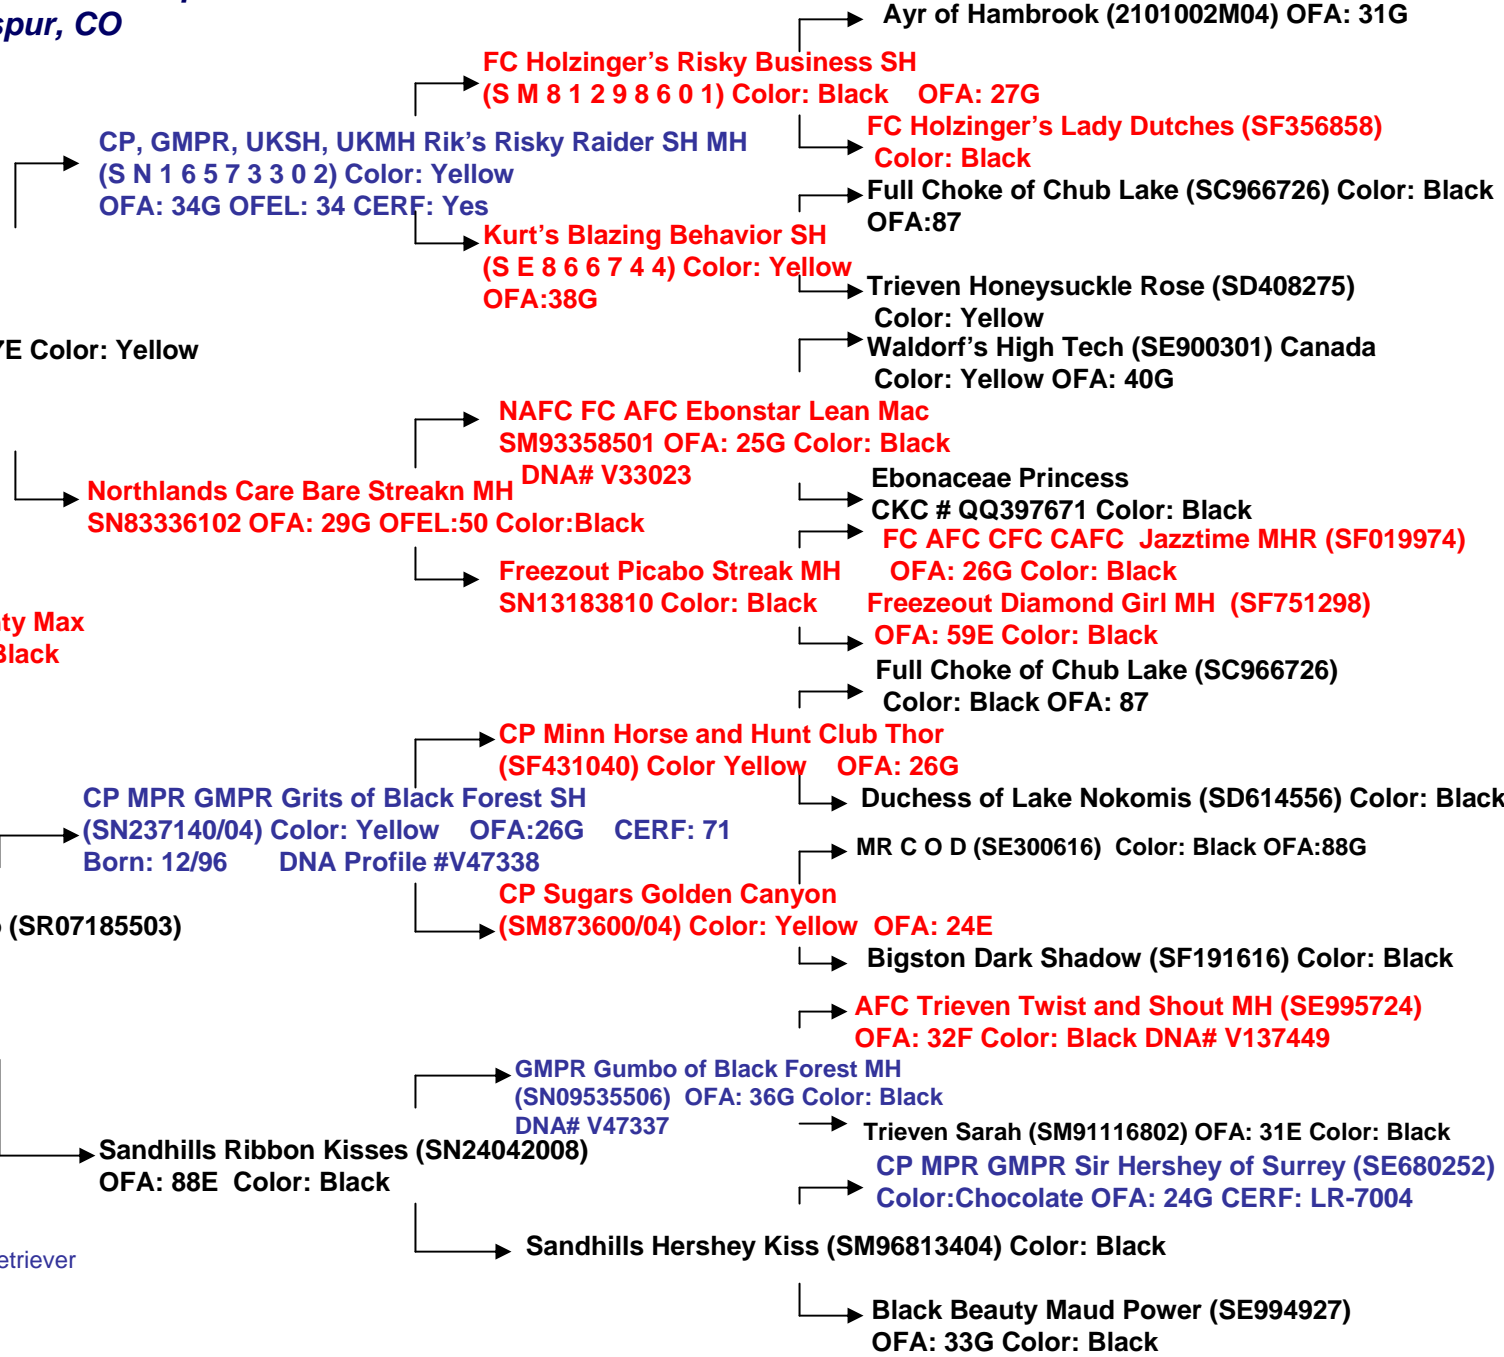 spur, CO
Ayr of Hambrook (2101002M04) OFA: 31G
FC Holzinger’s Risky Business SH
(S M 8 1 2 9 8 6 0 1) Color: Black OFA: 27G
FC Holzinger’s Lady Dutches (SF356858)
Color: Black
CP, GMPR, UKSH, UKMH Rik’s Risky Raider SH MH
(S N 1 6 5 7 3 3 0 2) Color: Yellow
OFA: 34G OFEL: 34 CERF: Yes
Full Choke of Chub Lake (SC966726) Color: Black
OFA:87
Kurt’s Blazing Behavior SH
(S E 8 6 6 7 4 4) Color: Yellow
OFA:38G
Trieven Honeysuckle Rose (SD408275)
Color: Yellow
7E Color: Yellow
Waldorf’s High Tech (SE900301) Canada
Color: Yellow OFA: 40G
NAFC FC AFC Ebonstar Lean Mac
SM93358501 OFA: 25G Color: Black
DNA# V33023
Ebonaceae Princess
CKC # QQ397671 Color: Black
Northlands Care Bare Streakn MH
SN83336102 OFA: 29G OFEL:50 Color:Black
FC AFC CFC CAFC Jazztime MHR (SF019974)
OFA: 26G Color: Black
Freezout Picabo Streak MH
SN13183810 Color: Black
Freezeout Diamond Girl MH (SF751298)
OFA: 59E Color: Black
nty Max
Black
Full Choke of Chub Lake (SC966726)
Color: Black OFA: 87
CP Minn Horse and Hunt Club Thor
(SF431040) Color Yellow OFA: 26G
Duchess of Lake Nokomis (SD614556) Color: Black
CP MPR GMPR Grits of Black Forest SH
(SN237140/04) Color: Yellow OFA:26G CERF: 71
Born: 12/96 DNA Profile #V47338
MR C O D (SE300616) Color: Black OFA:88G
CP Sugars Golden Canyon
(SM873600/04) Color: Yellow OFA: 24E
(SR07185503)
Bigston Dark Shadow (SF191616) Color: Black
AFC Trieven Twist and Shout MH (SE995724)
OFA: 32F Color: Black DNA# V137449
GMPR Gumbo of Black Forest MH
(SN09535506) OFA: 36G Color: Black
DNA# V47337
Trieven Sarah (SM91116802) OFA: 31E Color: Black
Sandhills Ribbon Kisses (SN24042008)
OFA: 88E Color: Black
CP MPR GMPR Sir Hershey of Surrey (SE680252)
Color:Chocolate OFA: 24G CERF: LR-7004
Sandhills Hershey Kiss (SM96813404) Color: Black
etriever
Black Beauty Maud Power (SE994927)
OFA: 33G Color: Black